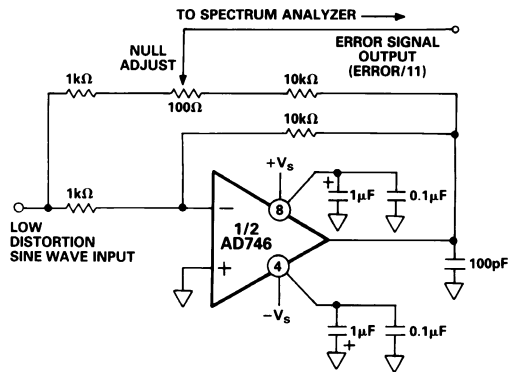 TO SPECTRUM ANALYZER
NULL
ADJUST
ERROR SIGNAL
OUTPUT
(ERROR/11)
1kΩ
100Ω
10kΩ
10kΩ
1kΩ
+Vs
8
+
1μF
0.1μF
–
1/2
AD746
+
LOW
DISTORTION
SINE WAVE INPUT
4
100pF
–Vs
1μF
+
0.1μF